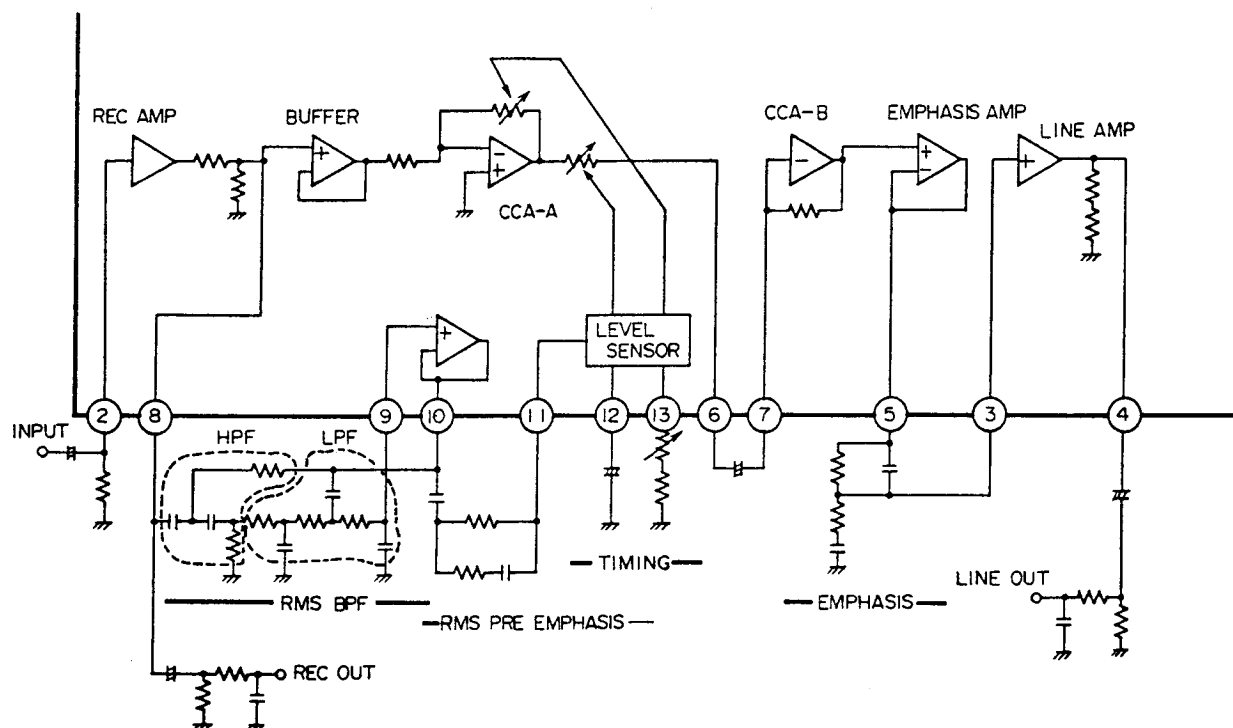 REC AMP
BUFFER
CCA-A
CCA-B
EMPHASIS AMP
LINE AMP
+
-
+
+
-
-
+
-
+
LEVEL
SENSOR
2
8
9
10
11
12
13
6
7
5
3
4
INPUT
HPF
LPF
TIMING
RMS BPF
RMS PRE EMPHASIS
EMPHASIS
LINE OUT
REC OUT